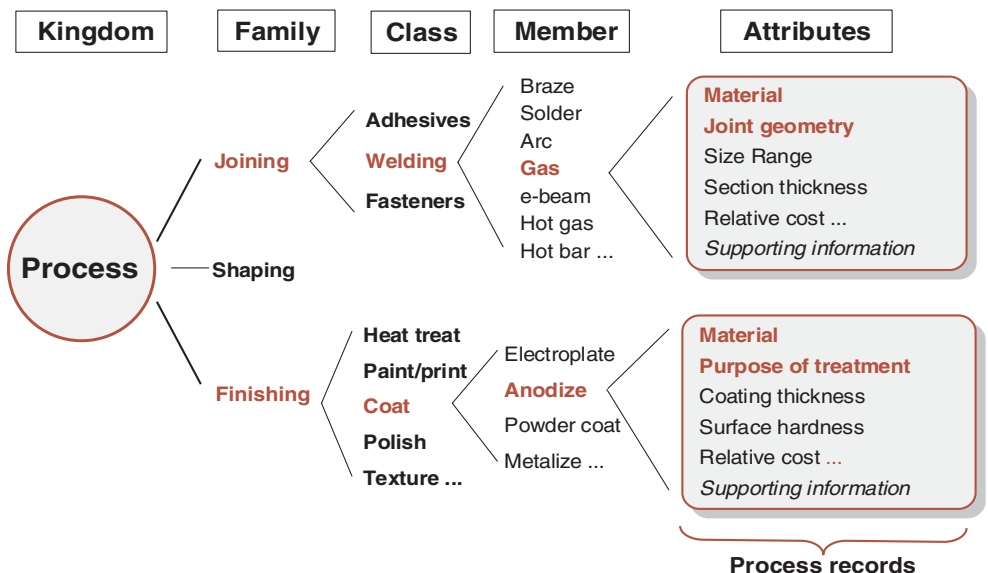 Kingdom
Family
Class
Member
Attributes
Process
Joining
Shaping
Finishing
Adhesives
Welding
Fasteners
Braze
Solder
Arc
Gas
e-beam
Hot gas
Hot bar ...
Material
Joint geometry
Size Range
Section thickness
Relative cost ...
Supporting information
Heat treat
Paint/print
Coat
Polish
Texture ...
Electroplate
Anodize
Powder coat
Metalize ...
Material
Purpose of treatment
Coating thickness
Surface hardness
Relative cost ...
Supporting information
Process records